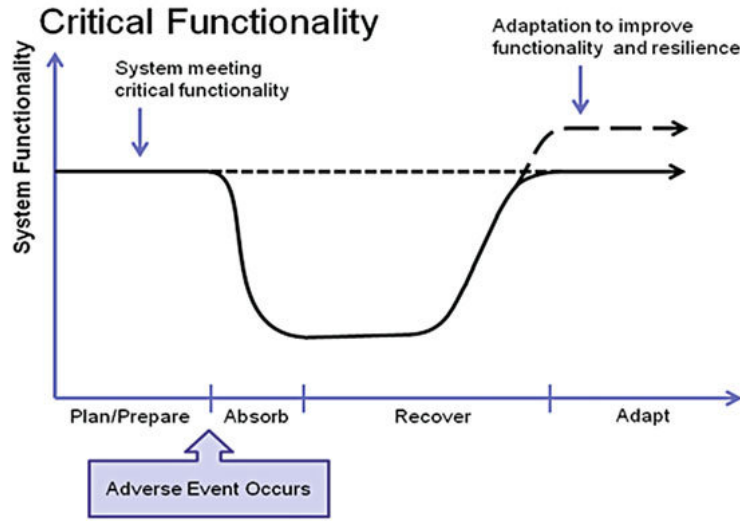 Critical Functionality
Adaptation to improve
functionality and resilience
System meeting
critical functionality
System Functionality
Plan/Prepare
Absorb
Recover
Adapt
Adverse Event Occurs